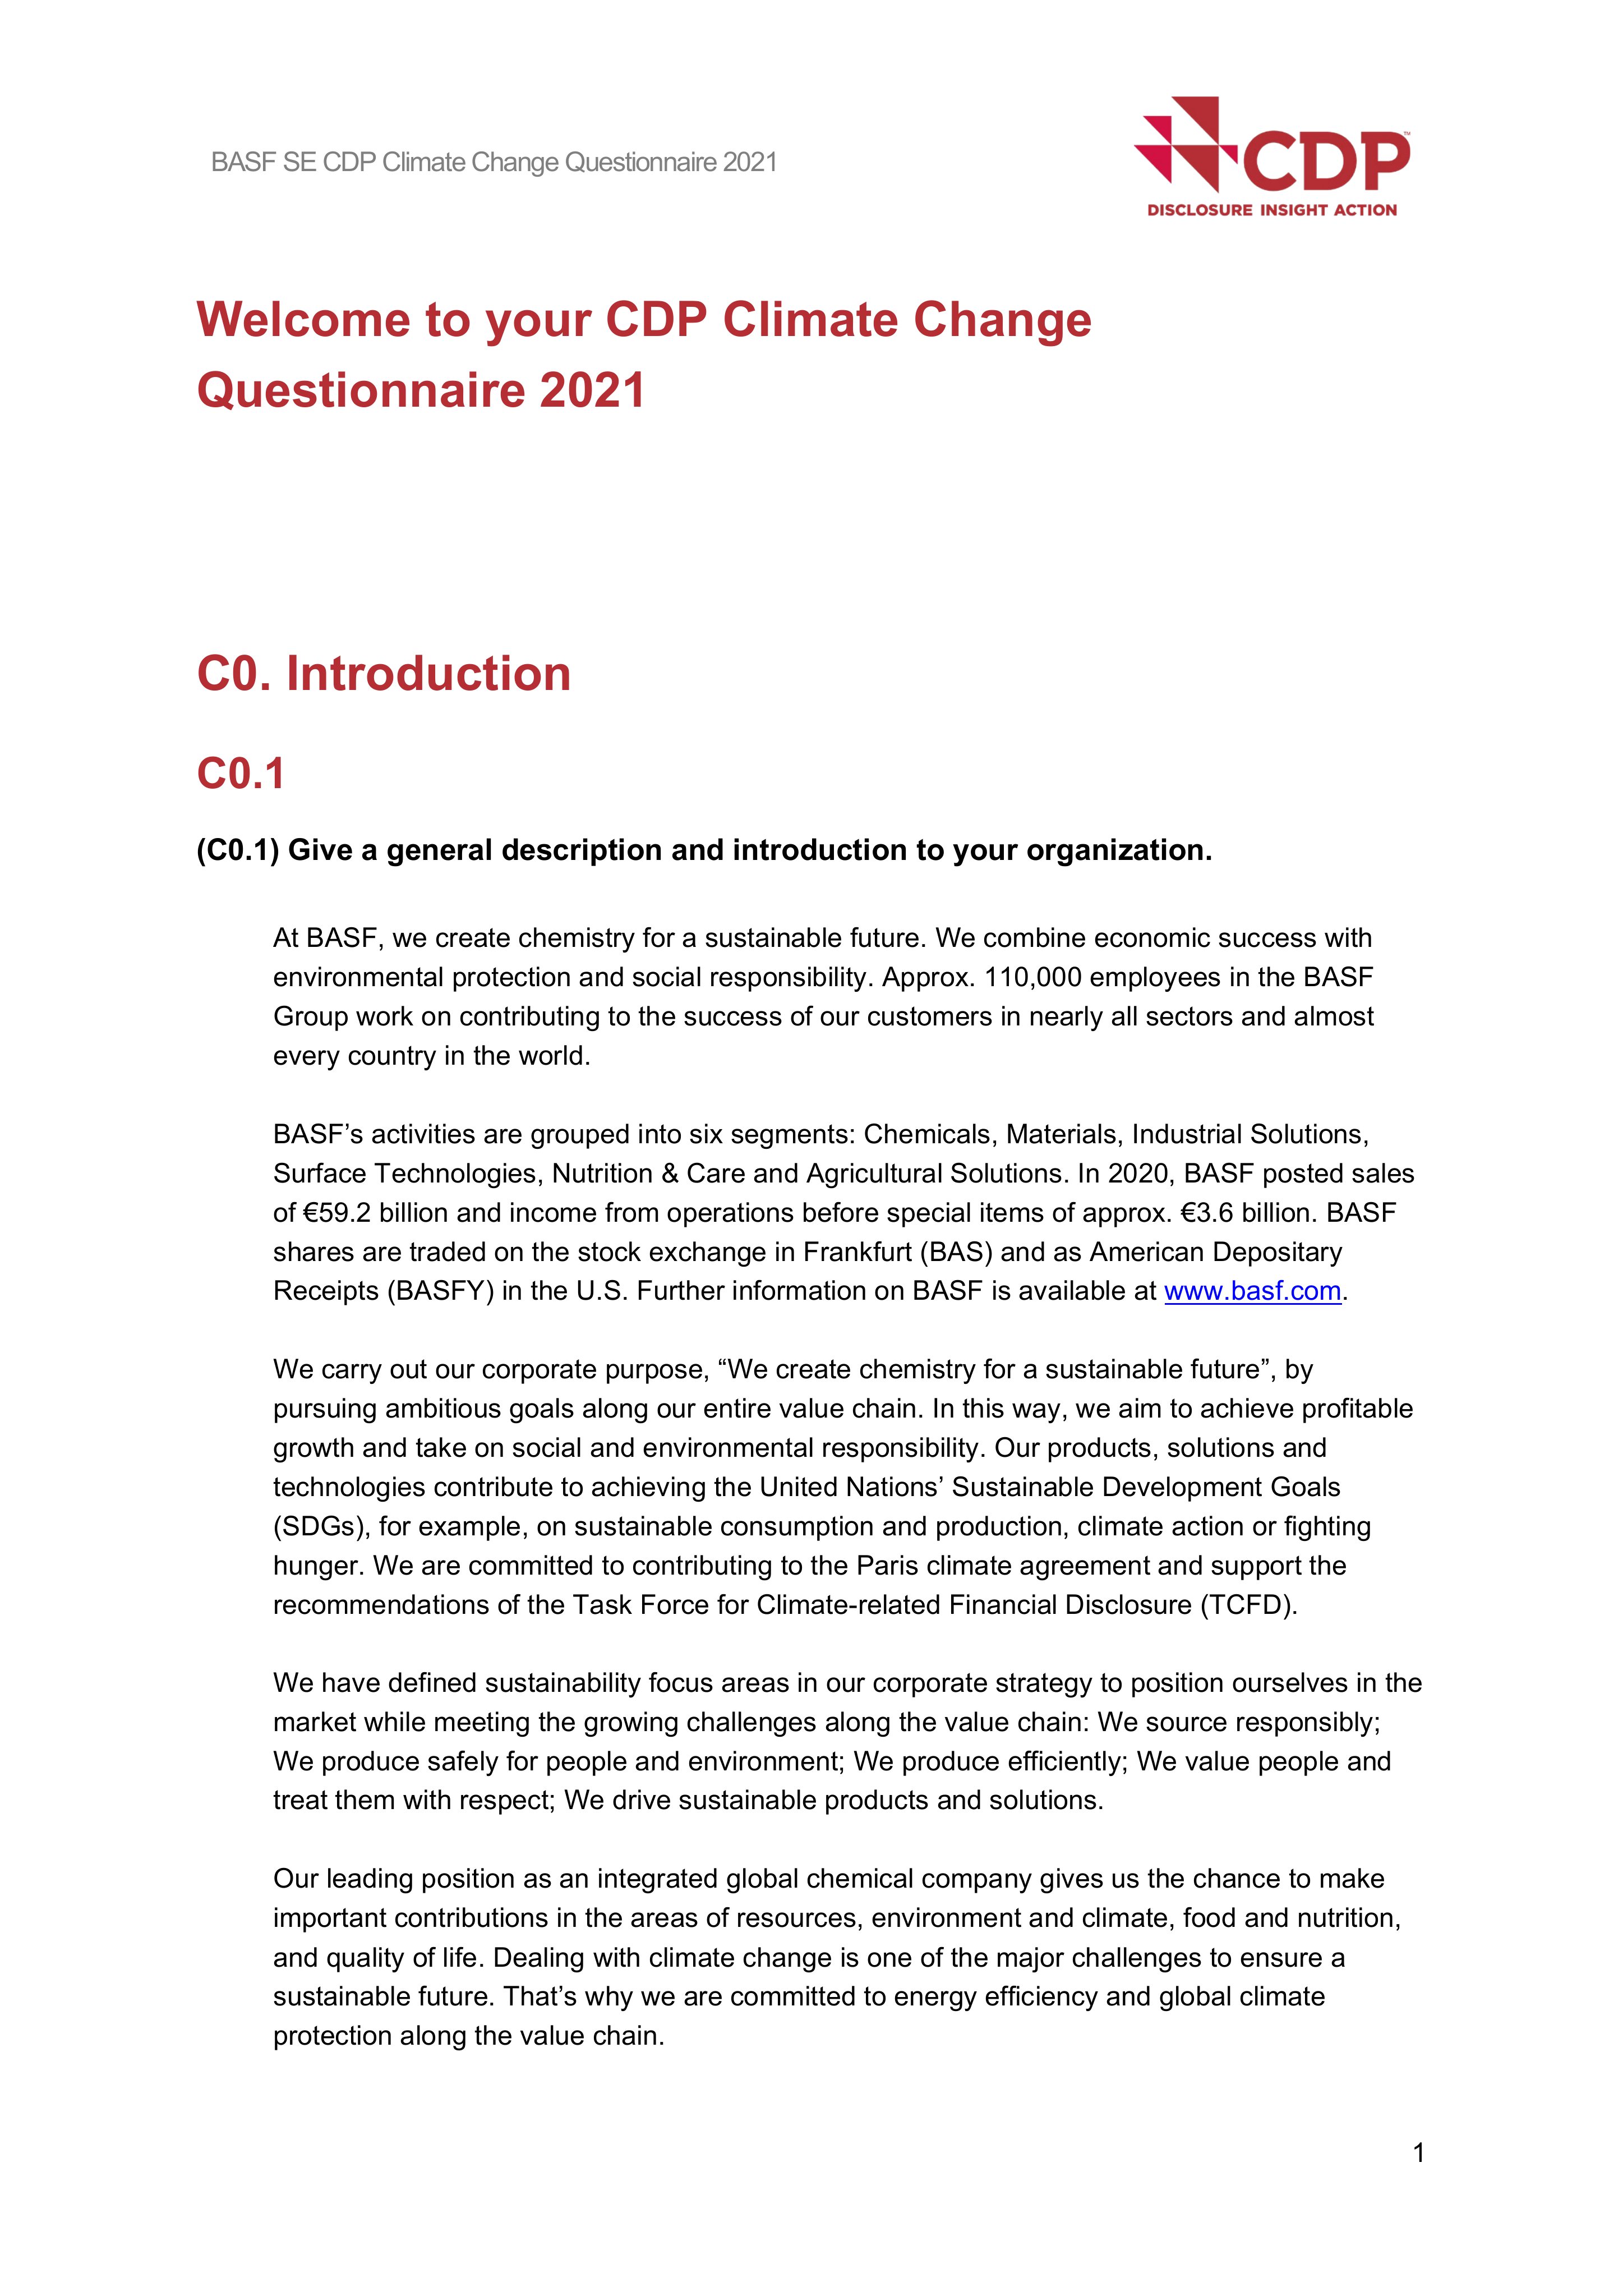 BASF SE CDP Climate Change Questionnaire 2021
CDP™
DISCLOSURE INSIGHT ACTION
Welcome to your CDP Climate Change
Questionnaire 2021
C0. Introduction
C0.1
(C0.1) Give a general description and introduction to your organization.
At BASF, we create chemistry for a sustainable future. We combine economic success with
environmental protection and social responsibility. Approx. 110,000 employees in the BASF
Group work on contributing to the success of our customers in nearly all sectors and almost
every country in the world.
BASF’s activities are grouped into six segments: Chemicals, Materials, Industrial Solutions,
Surface Technologies, Nutrition & Care and Agricultural Solutions. In 2020, BASF posted sales
of €59.2 billion and income from operations before special items of approx. €3.6 billion. BASF
shares are traded on the stock exchange in Frankfurt (BAS) and as American Depositary
Receipts (BASFY) in the U.S. Further information on BASF is available at www.basf.com.
We carry out our corporate purpose, “We create chemistry for a sustainable future”, by
pursuing ambitious goals along our entire value chain. In this way, we aim to achieve profitable
growth and take on social and environmental responsibility. Our products, solutions and
technologies contribute to achieving the United Nations’ Sustainable Development Goals
(SDGs), for example, on sustainable consumption and production, climate action or fighting
hunger. We are committed to contributing to the Paris climate agreement and support the
recommendations of the Task Force for Climate-related Financial Disclosure (TCFD).
We have defined sustainability focus areas in our corporate strategy to position ourselves in the
market while meeting the growing challenges along the value chain: We source responsibly;
We produce safely for people and environment; We produce efficiently; We value people and
treat them with respect; We drive sustainable products and solutions.
Our leading position as an integrated global chemical company gives us the chance to make
important contributions in the areas of resources, environment and climate, food and nutrition,
and quality of life. Dealing with climate change is one of the major challenges to ensure a
sustainable future. That’s why we are committed to energy efficiency and global climate
protection along the value chain.
1